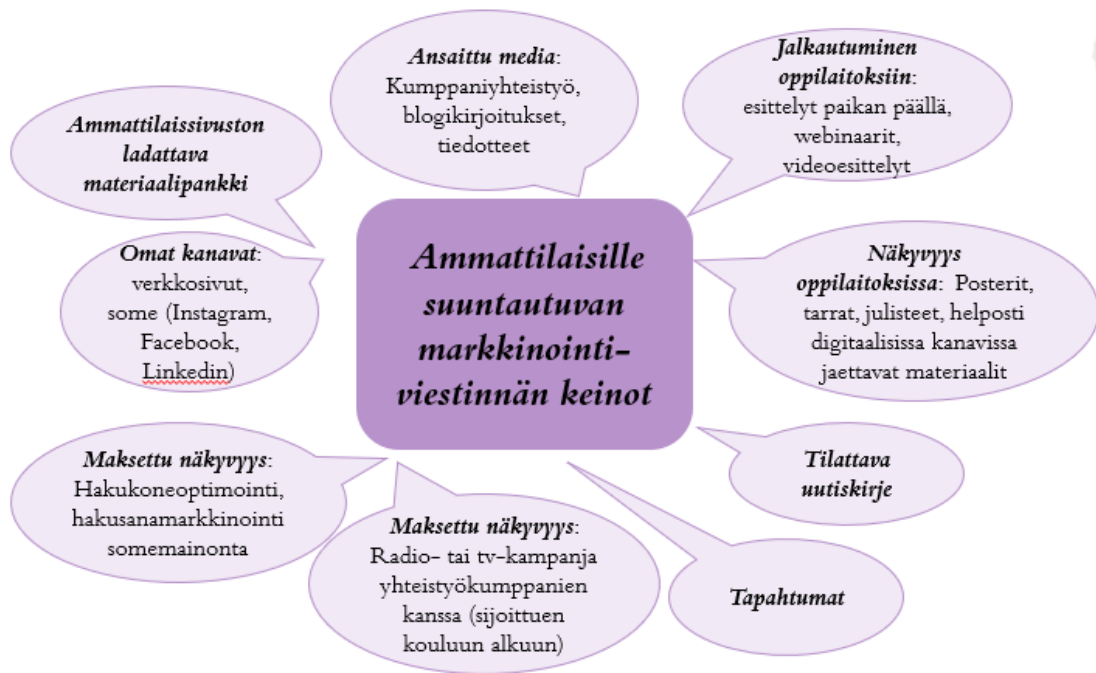 Ansaittu media:
Kumppaniyhteistyö,
blogikirjoitukset,
tiedotteet
Jalkautuminen
oppilaitoksiin:
esittelyt paikan päällä,
webinaarit,
videoesittelyt
Ammattilaissivuston
ladattava
materiaalipankki
Ammattilaisille
suuntautuvan
markkinointi-
viestinnän keinot
Omat kanavat:
verkkosivut,
some (Instagram,
Facebook,
Linkedin)
Näkyvyys
oppilaitoksissa: Posterit,
tarrat, julisteet, helposti
digitaalisissa kanavissa
jaettavat materiaalit
Maksettu näkyvyys:
Hakukoneoptimointi,
hakusanamarkkinointi
somemainonta
Maksettu näkyvyys:
Radio- tai tv-kampanja
yhteistyökumppanien
kanssa (sijoittuen
kouluun alkuun)
Tilattava
uutiskirje
Tapahtumat